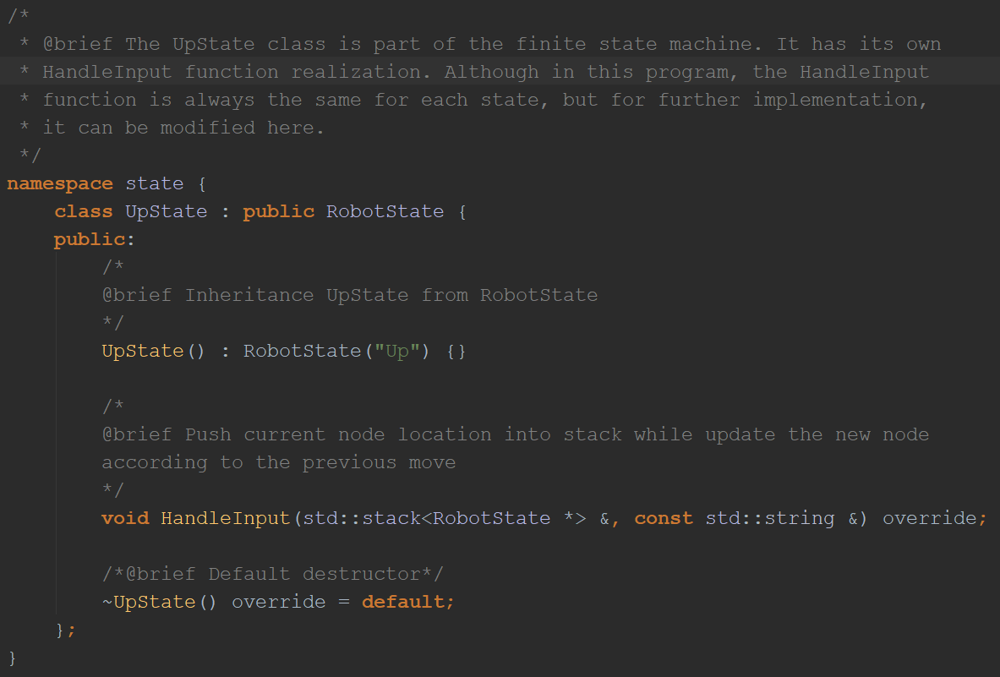 /*
 * @brief The UpState class is part of the finite state machine. It has its own
 * HandleInput function realization. Although in this program, the HandleInput
 * function is always the same for each state, but for further implementation,
 * it can be modified here.
 */
namespace state {
    class UpState : public RobotState {
    public:
        /*
        @brief Inheritance UpState from RobotState
        */
        UpState() : RobotState("Up") {}

        /*
        @brief Push current node location into stack while update the new node
        according to the previous move
        */
        void HandleInput(std::stack<RobotState *> &, const std::string &) override;

        /*@brief Default destructor*/
        ~UpState() override = default;
    };
}